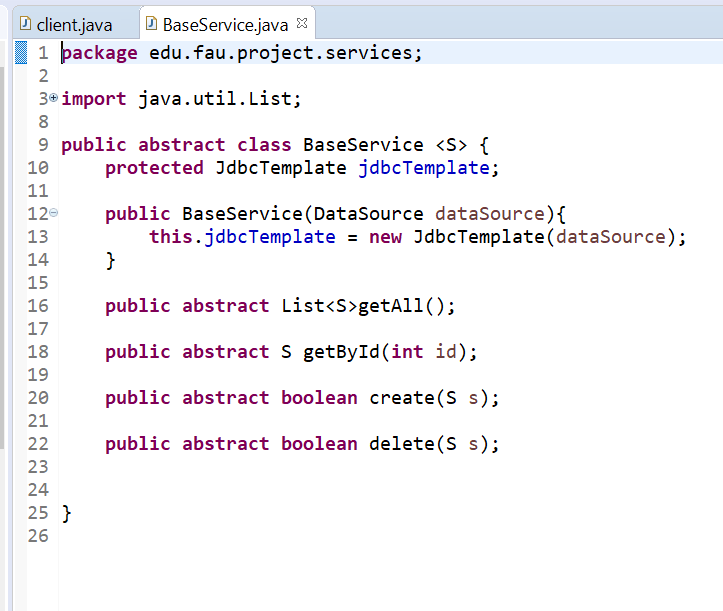 client.java
BaseService.java
1 package edu.fau.project.services;
2
3 import java.util.List;
8
9 public abstract class BaseService <S> {
10 protected JdbcTemplate jdbcTemplate;
11
12 public BaseService(DataSource dataSource){
13 this.jdbcTemplate = new JdbcTemplate(dataSource);
14 }
15
16 public abstract List<S>getAll();
17
18 public abstract S getById(int id);
19
20 public abstract boolean create(S s);
21
22 public abstract boolean delete(S s);
23
24
25 }
26